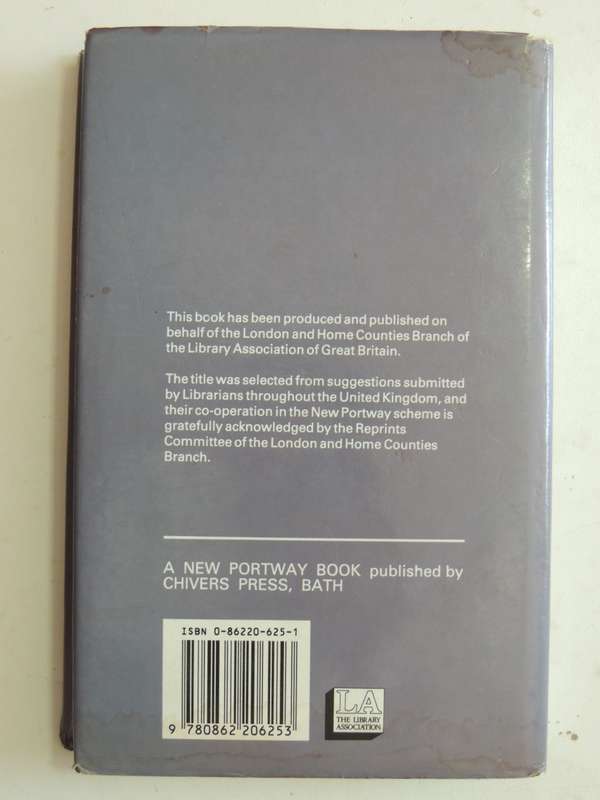 This book has been produced and published on
behalf of the London and Home Counties Branch of
the Library Association of Great Britain.
The title was selected from suggestions submitted
by Librarians throughout the United Kingdom, and
their co-operation in the New Portway scheme is
gratefully acknowledged by the Reprints
Committee of the London and Home Counties
Branch.
A NEW PORTWAY BOOK published by
CHIVERS PRESS, BATH
ISBN 0-86220-625-1
9 780862 206253
LA
THE LIBRARY
ASSOCIATION